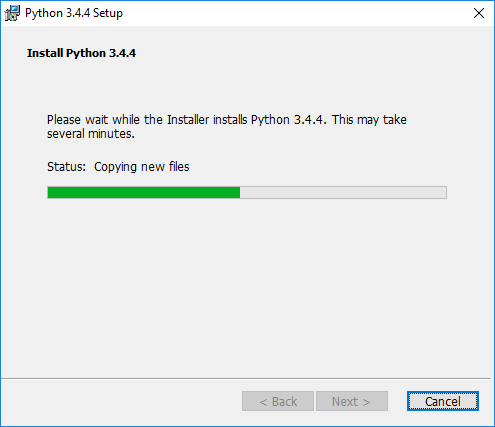 Python 3.4.4 Setup
Install Python 3.4.4
Please wait while the Installer installs Python 3.4.4. This may take
several minutes.
Status: Copying new files
< Back Next > Cancel